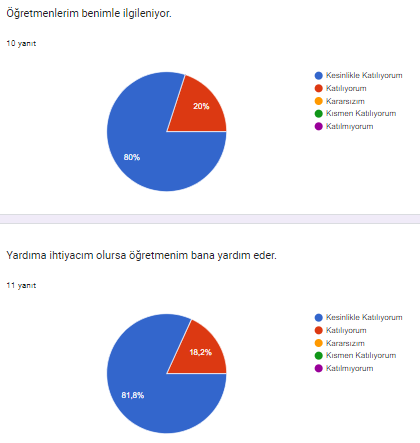 Öğretmenlerim benimle ilgileniyor.
10 yanıt
Kesinlikle Katılıyorum
Katılıyorum
Kararsızım
Kısmen Katılıyorum
Katılmıyorum
20%
80%
Yardıma ihtiyacım olursa öğretmenim bana yardım eder.
11 yanıt
Kesinlikle Katılıyorum
Katılıyorum
Kararsızım
Kısmen Katılıyorum
Katılmıyorum
18,2%
81,8%